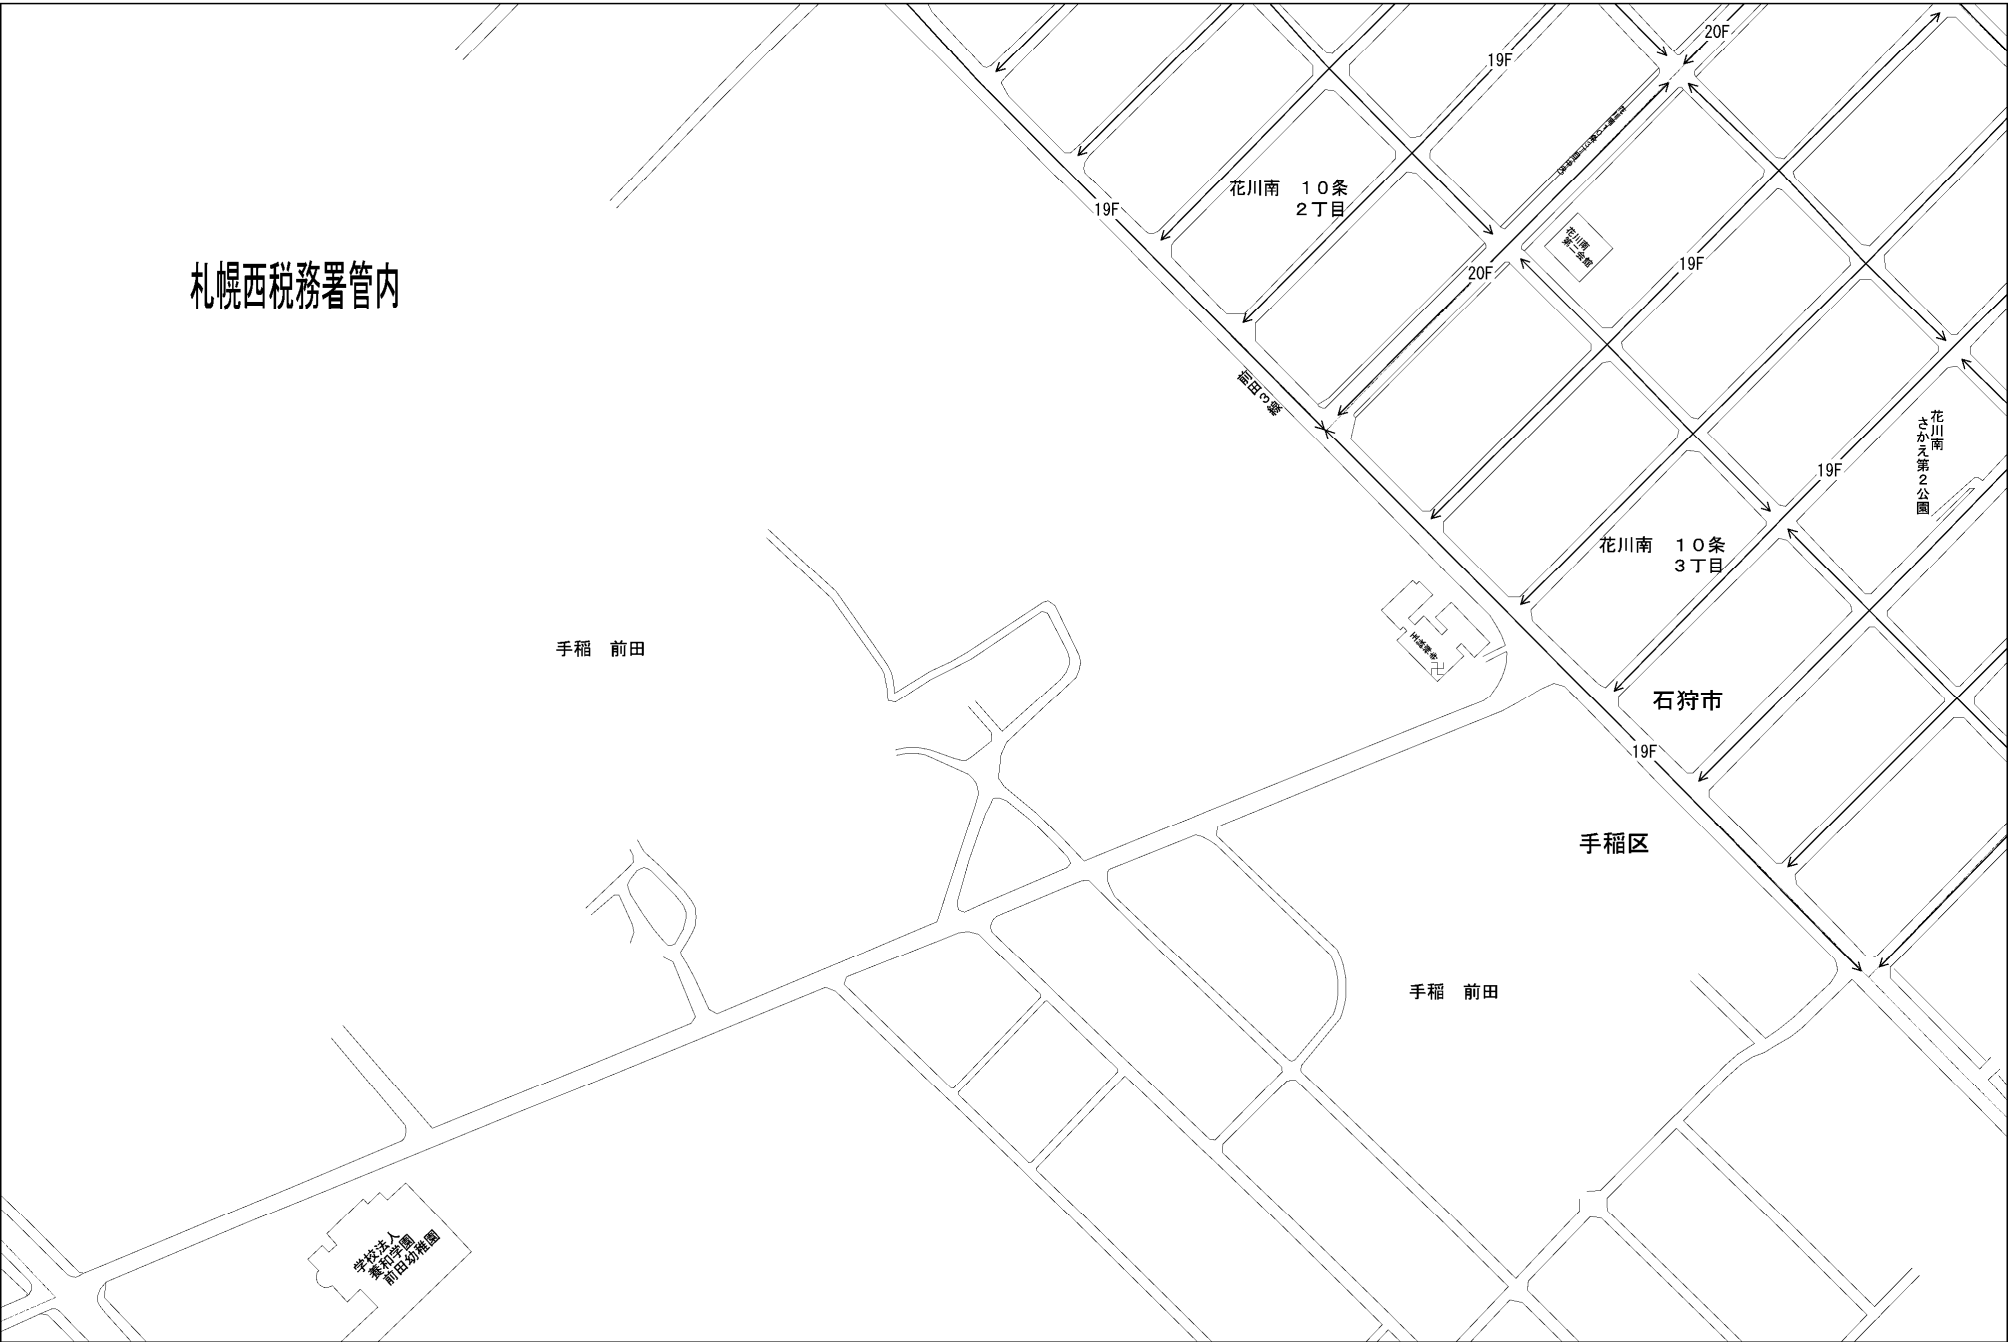 20F
19F
花川南　１０条
２丁目
19F
花川南
第二会館
20F
19F
札幌西税務署管内
前田３線
花川南
さかえ第２公園
19F
花川南　１０条
３丁目
手稲　前田
石狩市
19F
手稲区
手稲　前田
学校法人
養和学園
前田幼稚園